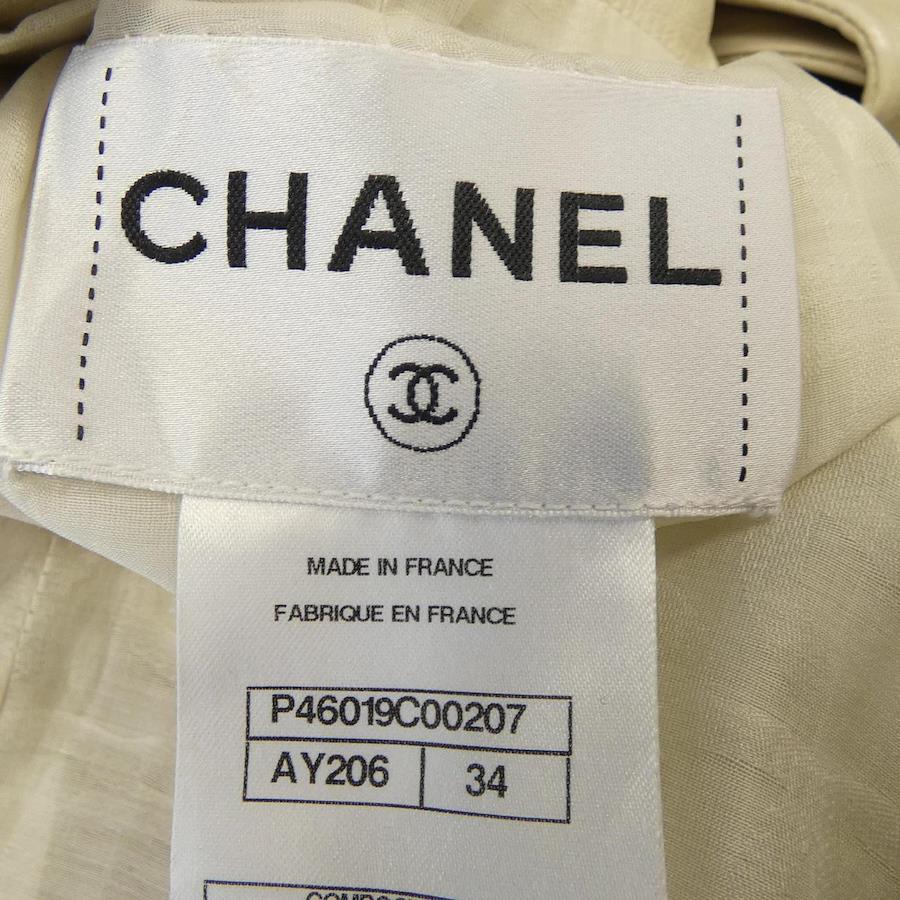 CHANEL
MADE IN FRANCE
FABRIQUE EN FRANCE
P46019C00207
AY206 34